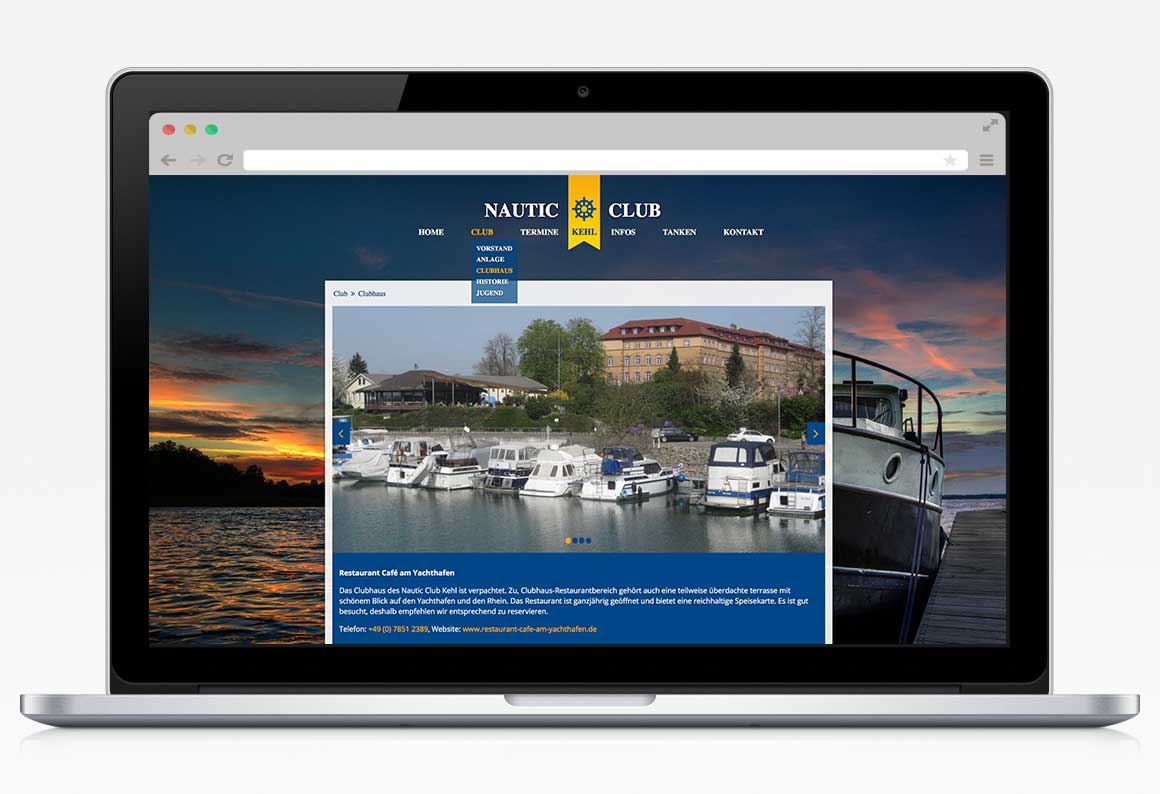 NAUTIC CLUB
HOME CLUB TERMINE KEHL INFOS TANKEN KONTAKT
VORSTAND
ANLAGE
CLUBHAUS
HISTORIE
JUGEND
Club » Clubhaus
Restaurant Café am Yachthafen
Das Clubhaus des Nautic Club Kehl ist verpachtet. Zu, Clubhaus-Restaurantbereich gehört auch eine teilweise überdachte terrasse mit
schönem Blick auf den Yachthafen und den Rhein. Das Restaurant ist ganzjährig geöffnet und bietet eine reichhaltige Speisekarte. Es ist gut
besucht, deshalb empfehlen wir entsprechend zu reservieren.
Telefon: +49 (0) 7851 2389, Website: www.restaurant-cafe-am-yachthafen.de